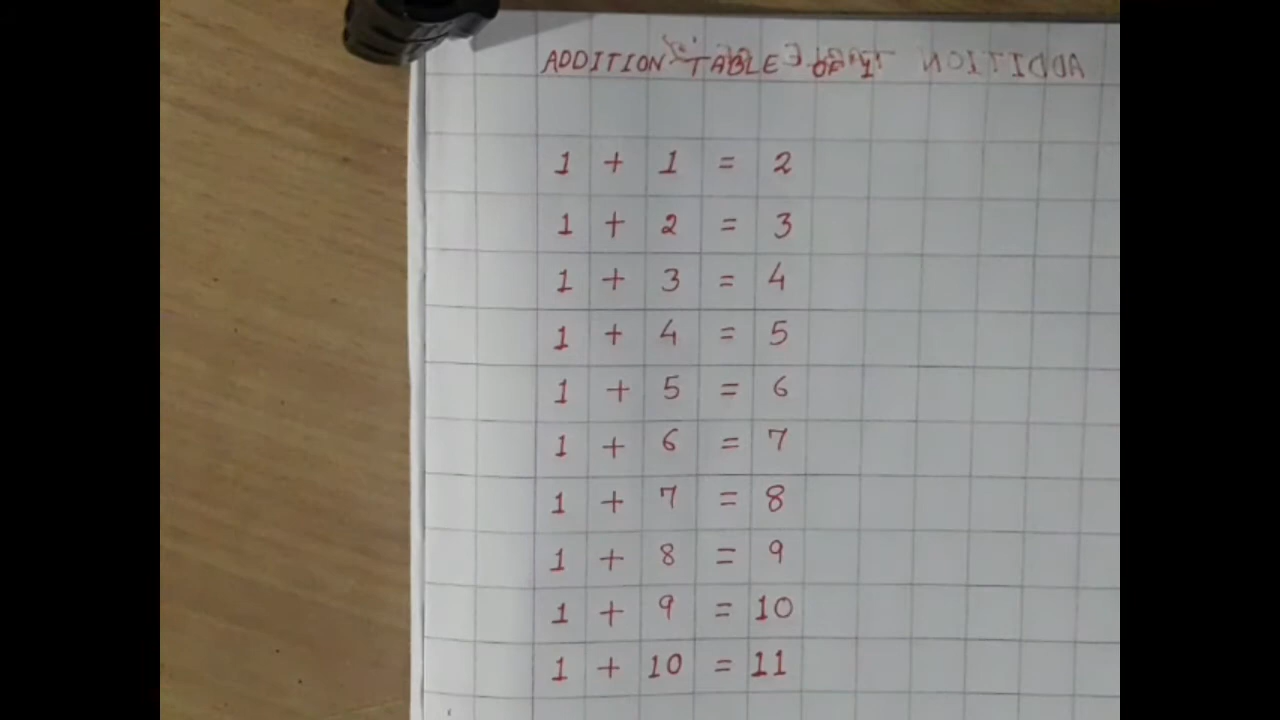 ADDITION TABLE OF 1
1 + 1 = 2
1 + 2 = 3
1 + 3 = 4
1 + 4 = 5
1 + 5 = 6
1 + 6 = 7
1 + 7 = 8
1 + 8 = 9
1 + 9 = 10
1 + 10 = 11